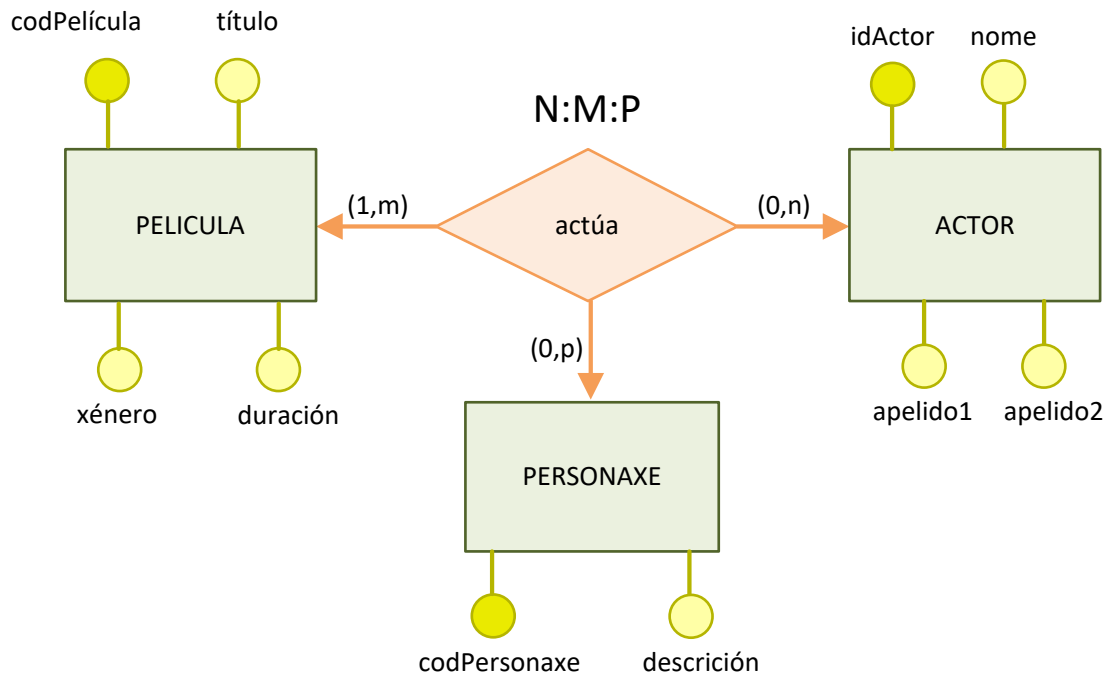 codPelícula
título
idActor
nome
N:M:P
PELICULA
(1,m)
actúa
(0,n)
ACTOR
(0,p)
xénero
duración
apelido1
apelido2
PERSONAXE
codPersonaxe
descrición